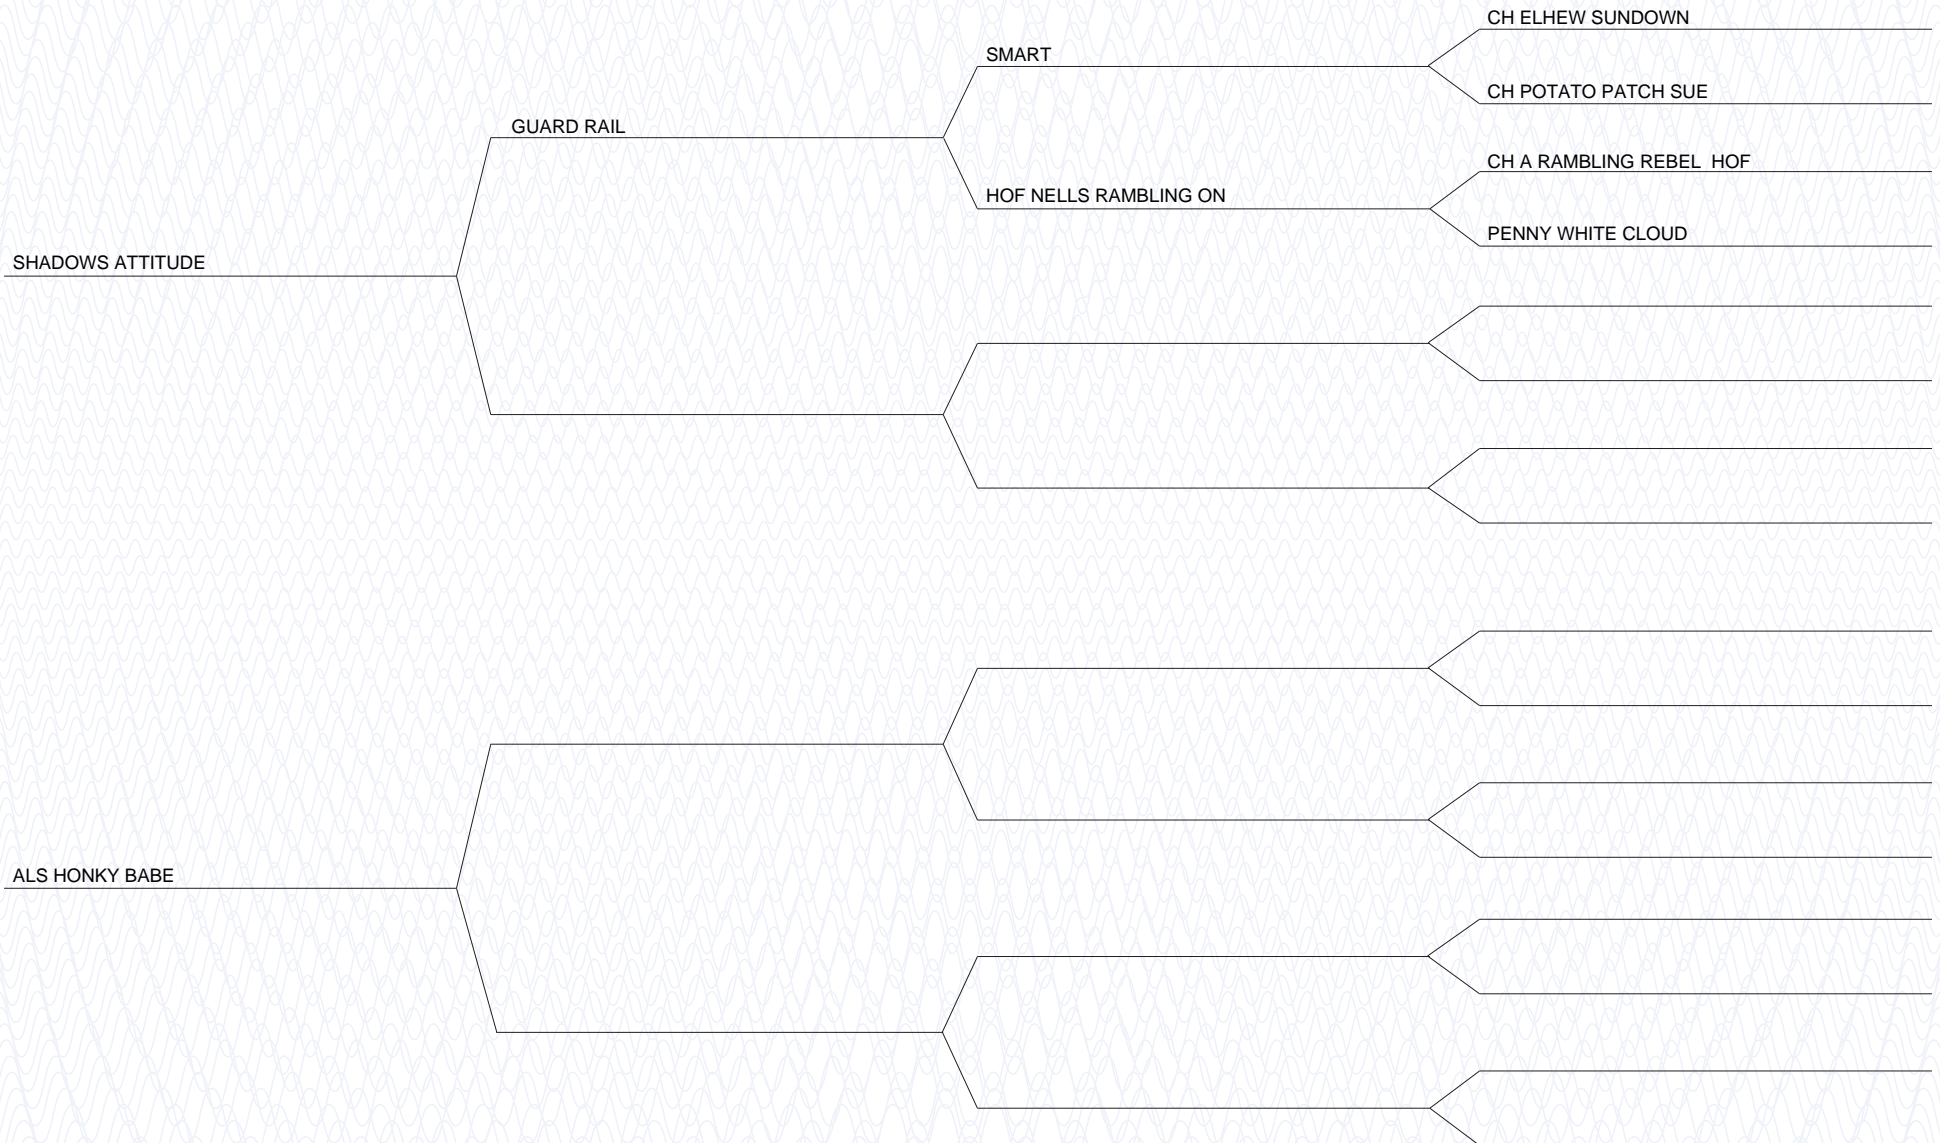 CH ELHEW SUNDOWN
SMART
CH POTATO PATCH SUE
GUARD RAIL
CH A RAMBLING REBEL  HOF
HOF NELLS RAMBLING ON
PENNY WHITE CLOUD
SHADOWS ATTITUDE
ALS HONKY BABE